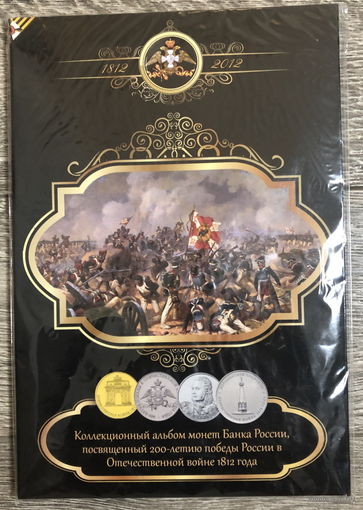 1812 2012
Коллекционный альбом монет Банка России,
посвященный 200-летию победы России в
Отечественной войне 1812 года